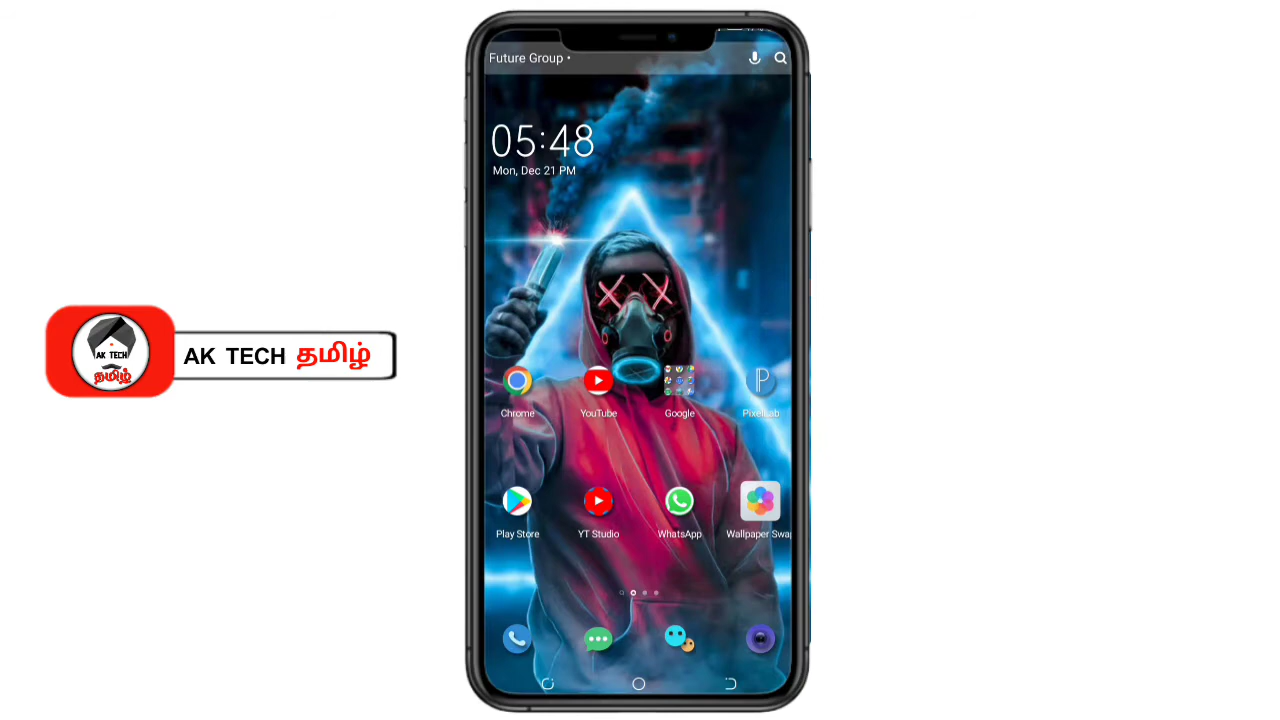 Future Group •
05:48
Mon, Dec 21 PM
AK TECH
தமிழ்
AK TECH தமிழ்
Chrome YouTube Google PixelLab
Play Store YT Studio WhatsApp Wallpaper Swap